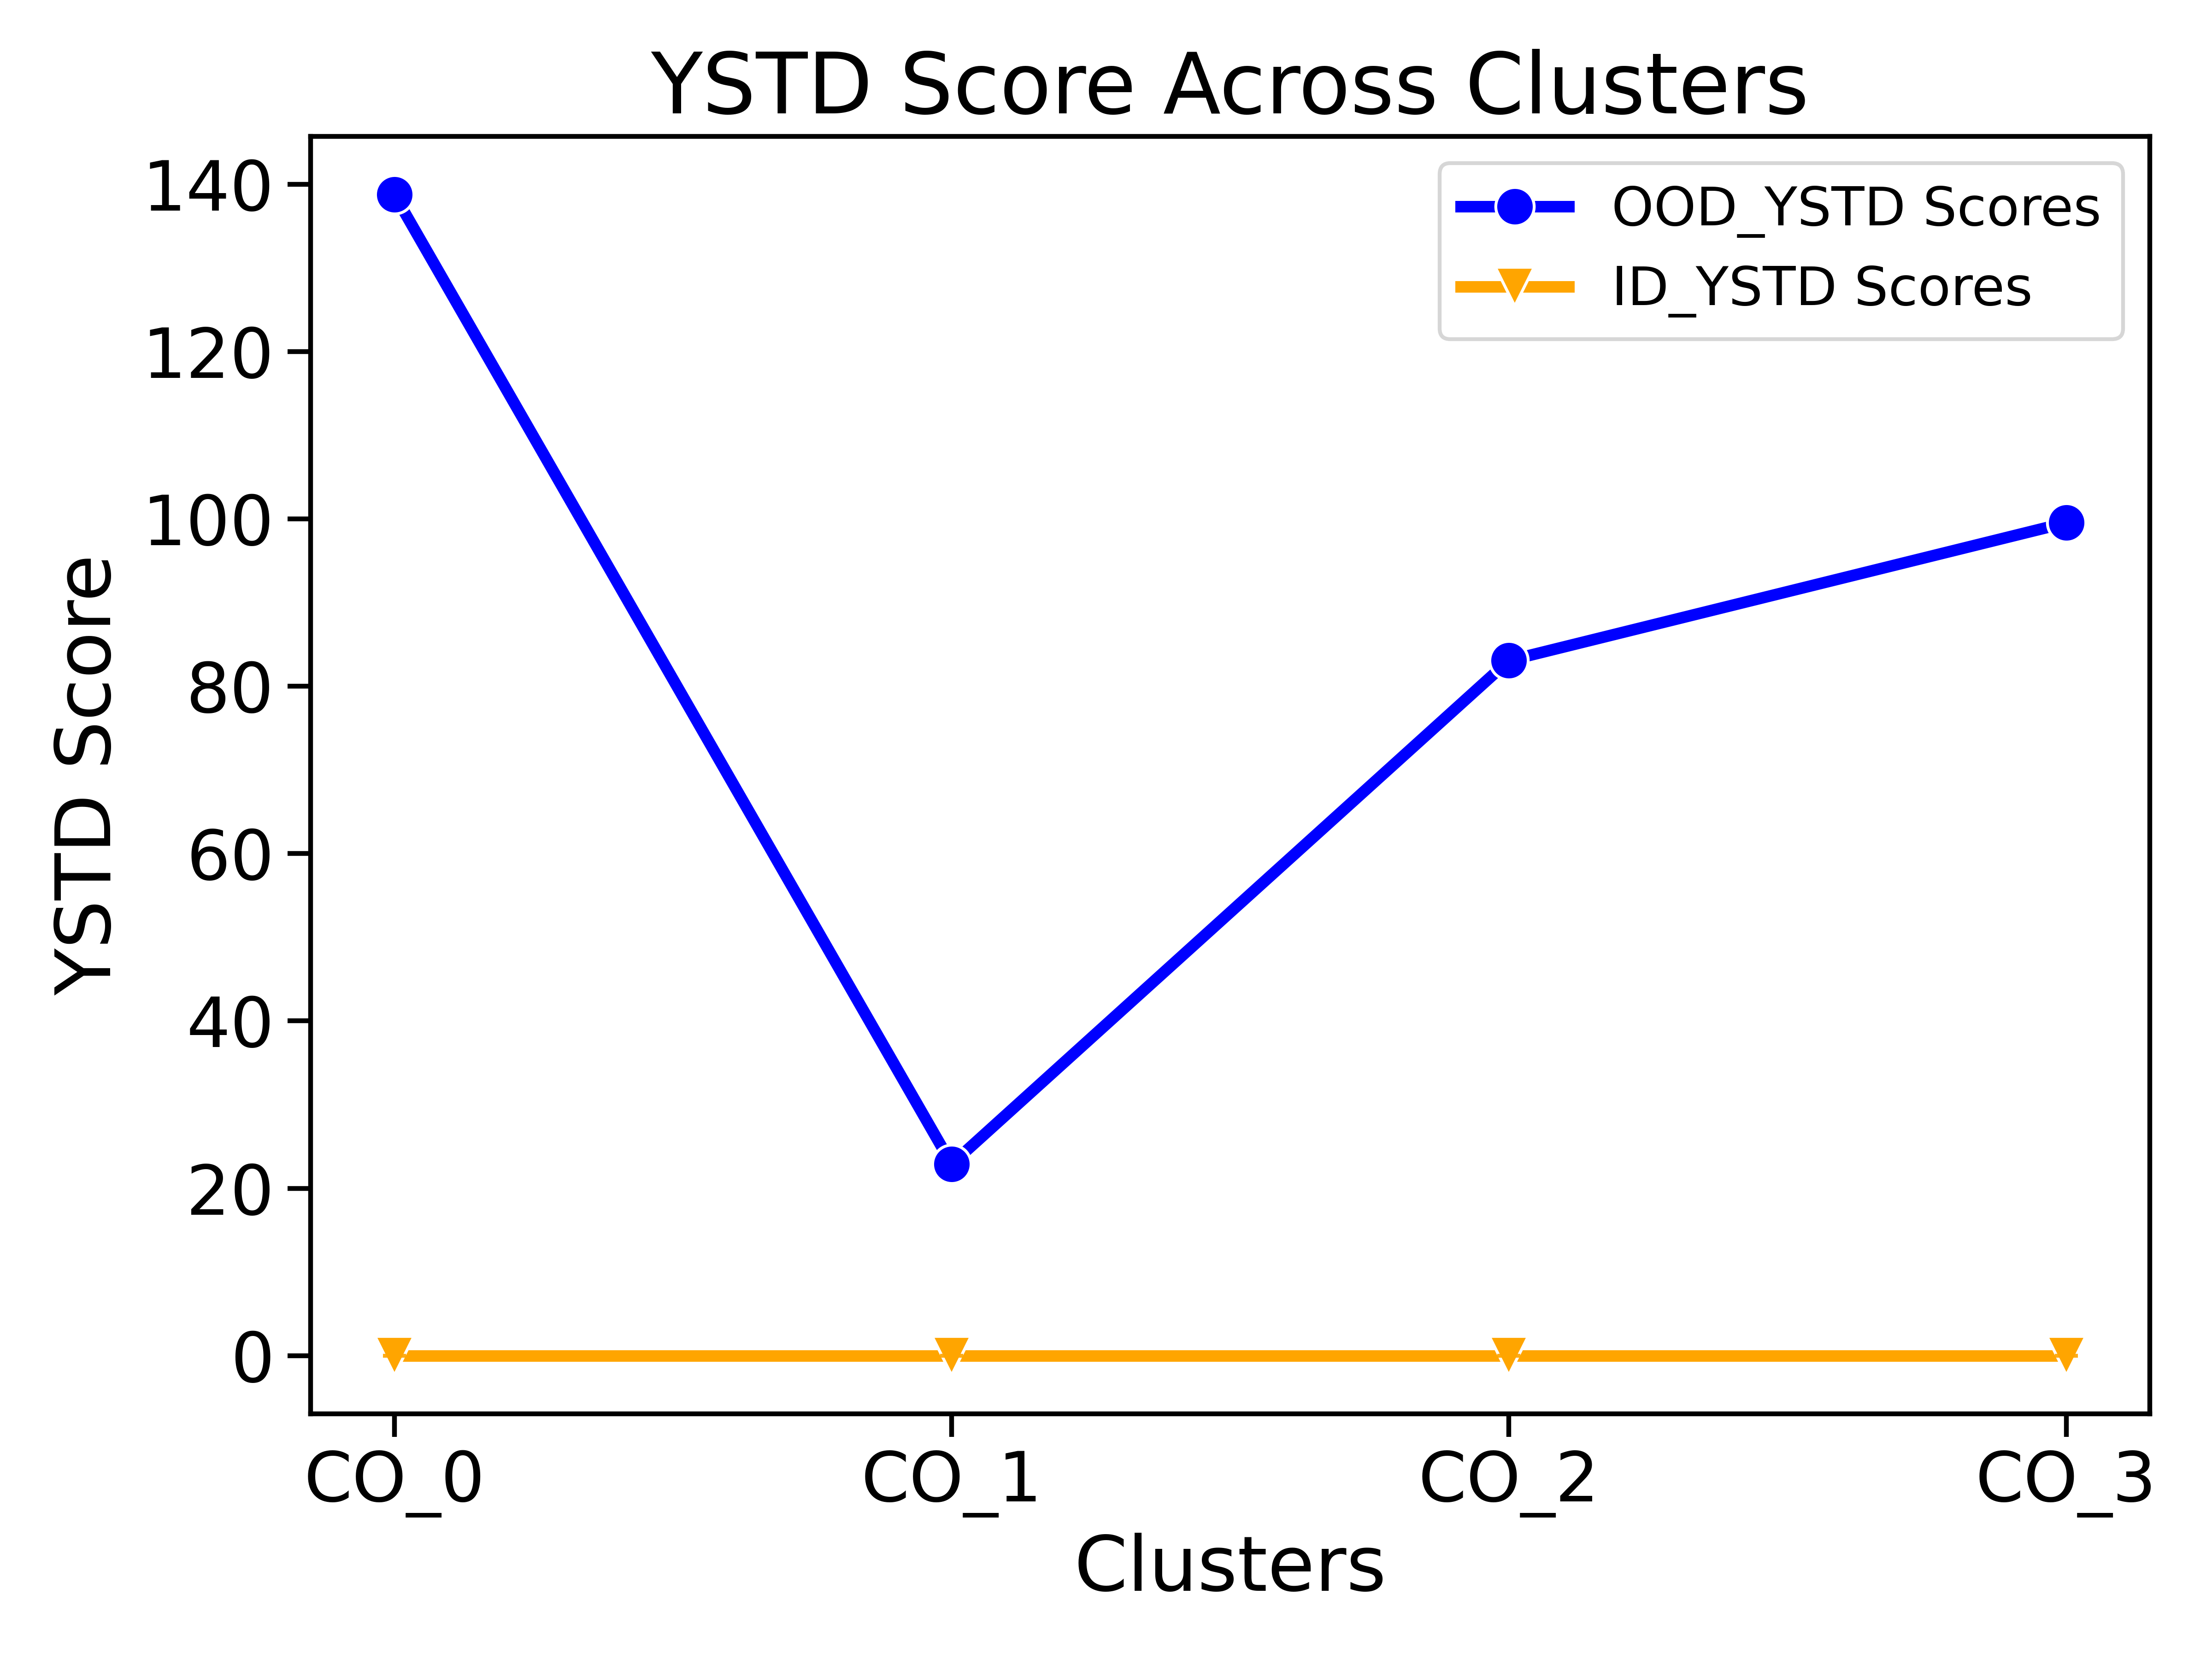 YSTD Score Across Clusters
OOD_YSTD Scores
ID_YSTD Scores
YSTD Score
140
120
100
80
60
40
20
0
CO_0 CO_1 CO_2 CO_3
Clusters